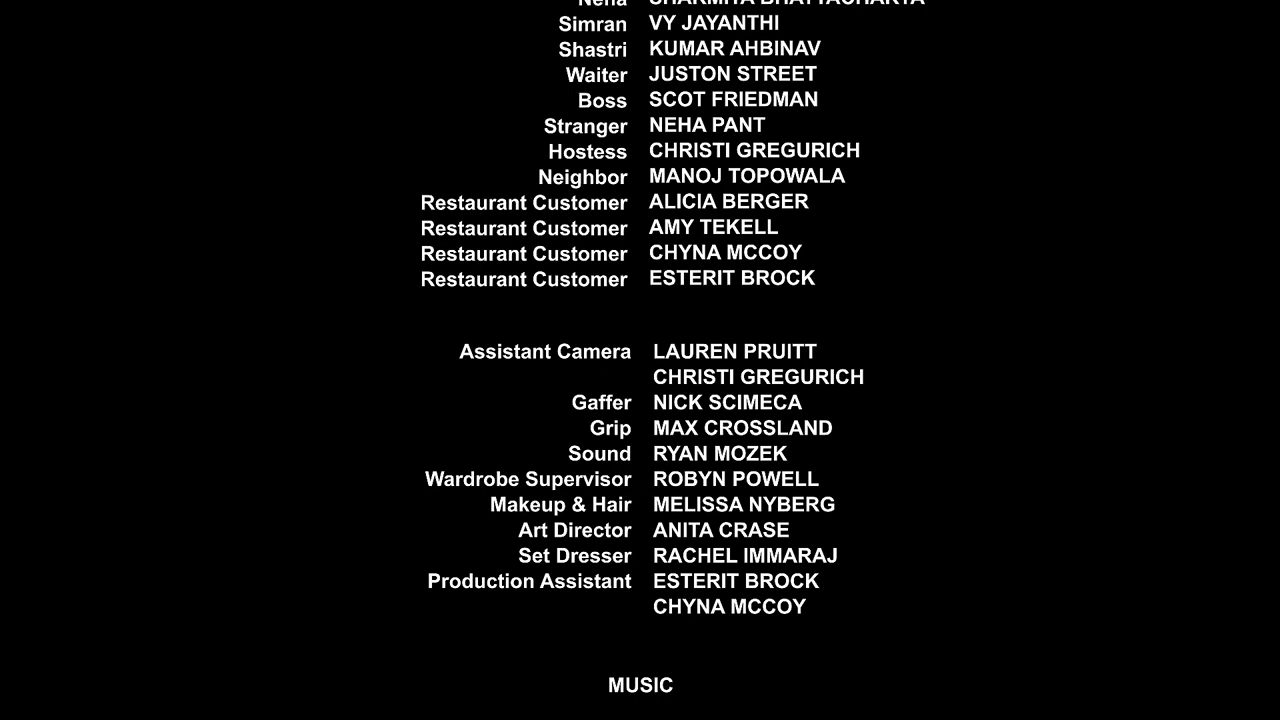 Neha SHARMITA BHATTACHARYA
Simran VY JAYANTHI
Shastri KUMAR AHBINAV
Waiter JUSTON STREET
Boss SCOT FRIEDMAN
Stranger NEHA PANT
Hostess CHRISTI GREGURICH
Neighbor MANOJ TOPOWALA
Restaurant Customer ALICIA BERGER
Restaurant Customer AMY TEKELL
Restaurant Customer CHYNA MCCOY
Restaurant Customer ESTERIT BROCK
Assistant Camera LAUREN PRUITT
CHRISTI GREGURICH
Gaffer NICK SCIMECA
Grip MAX CROSSLAND
Sound RYAN MOZEK
Wardrobe Supervisor ROBYN POWELL
Makeup & Hair MELISSA NYBERG
Art Director ANITA CRASE
Set Dresser RACHEL IMMARAJ
Production Assistant ESTERIT BROCK
CHYNA MCCOY
MUSIC